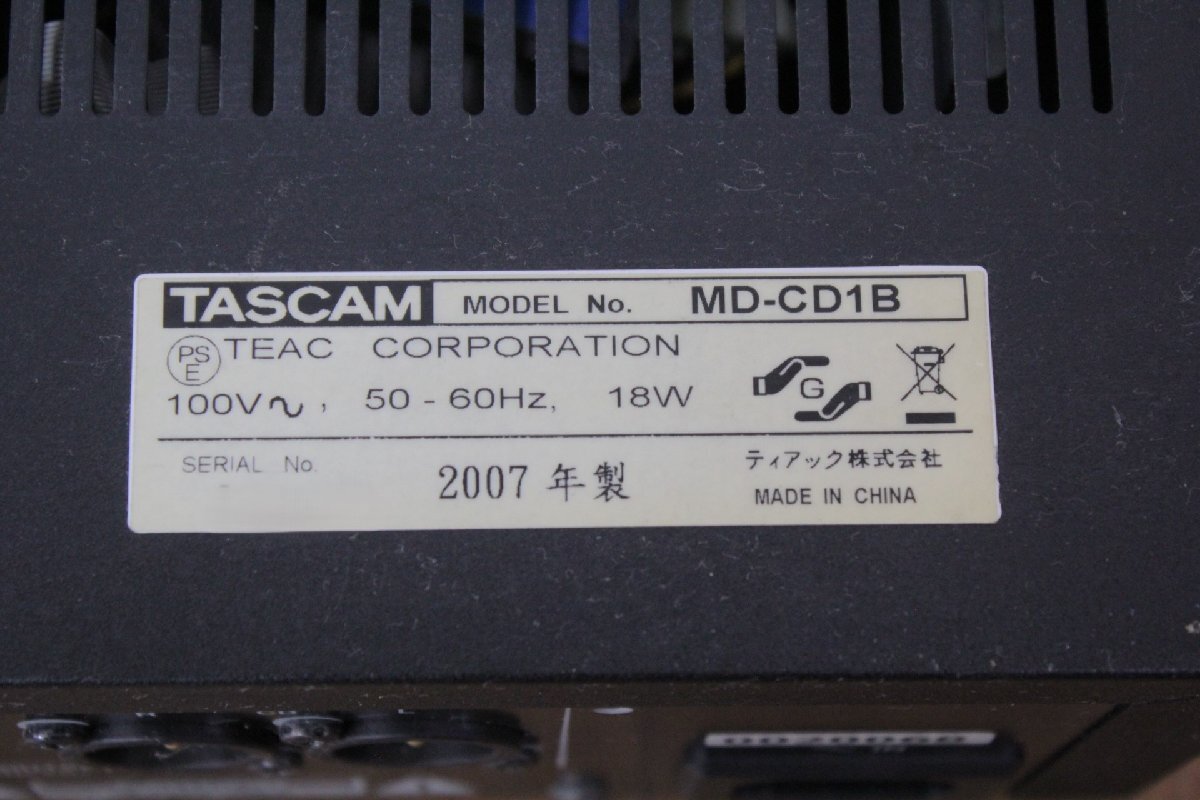 TASCAM MODEL No. MD-CD1B
PS E TEAC CORPORATION
100V∿, 50 - 60Hz, 18W
G
SERIAL No.
2007 年製
ティアック株式会社
MADE IN CHINA